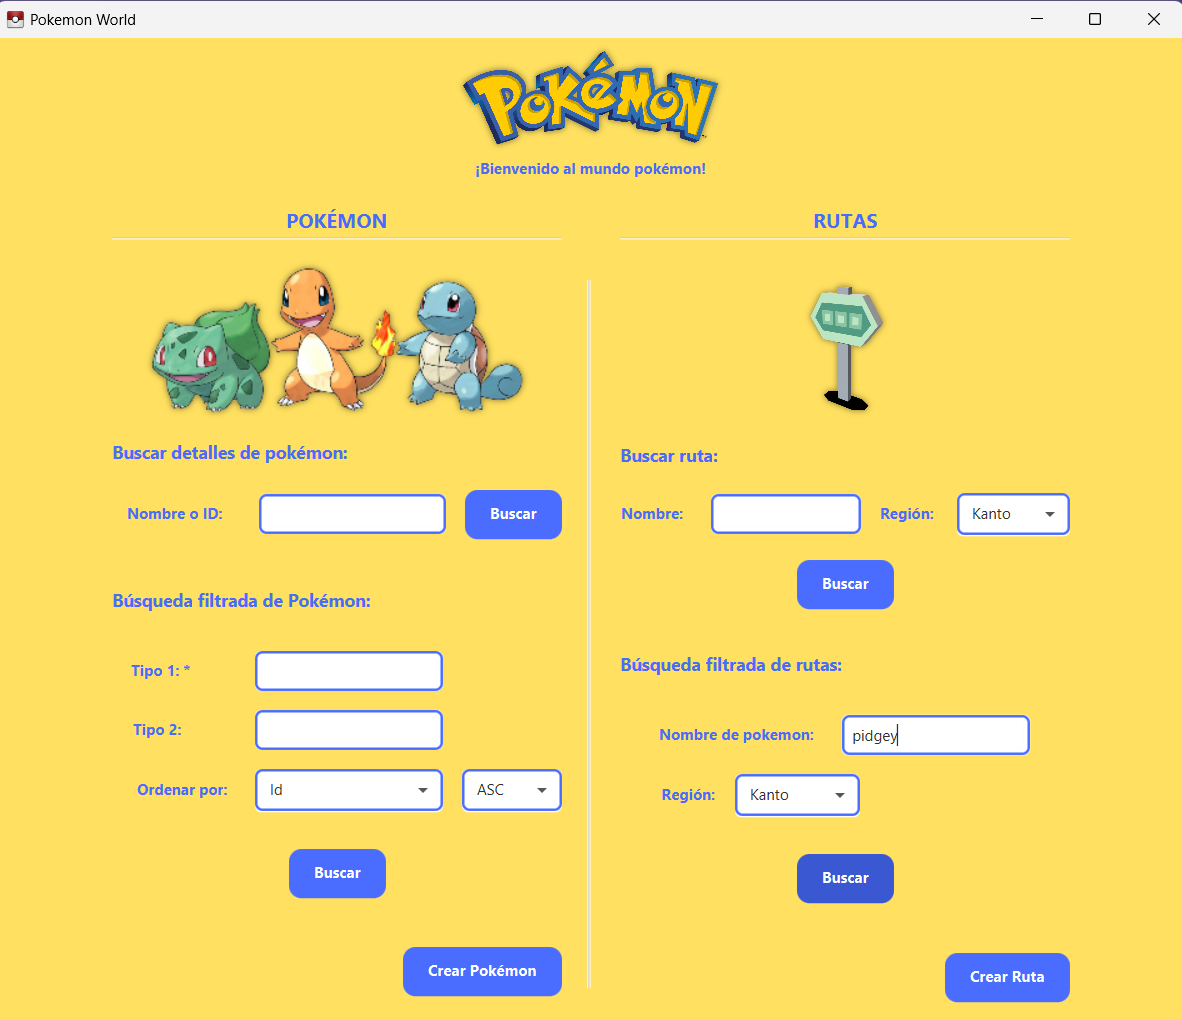 Pokemon World
POKéMON
¡Bienvenido al mundo pokémon!
POKÉMON
Buscar detalles de pokémon:
Nombre o ID:
Buscar
Búsqueda filtrada de Pokémon:
Tipo 1: *
Tipo 2:
Ordenar por:
Id
ASC
Buscar
Crear Pokémon
RUTAS
Buscar ruta:
Nombre:
Región:
Kanto
Buscar
Búsqueda filtrada de rutas:
Nombre de pokemon:
pidgey
Región:
Kanto
Buscar
Crear Ruta